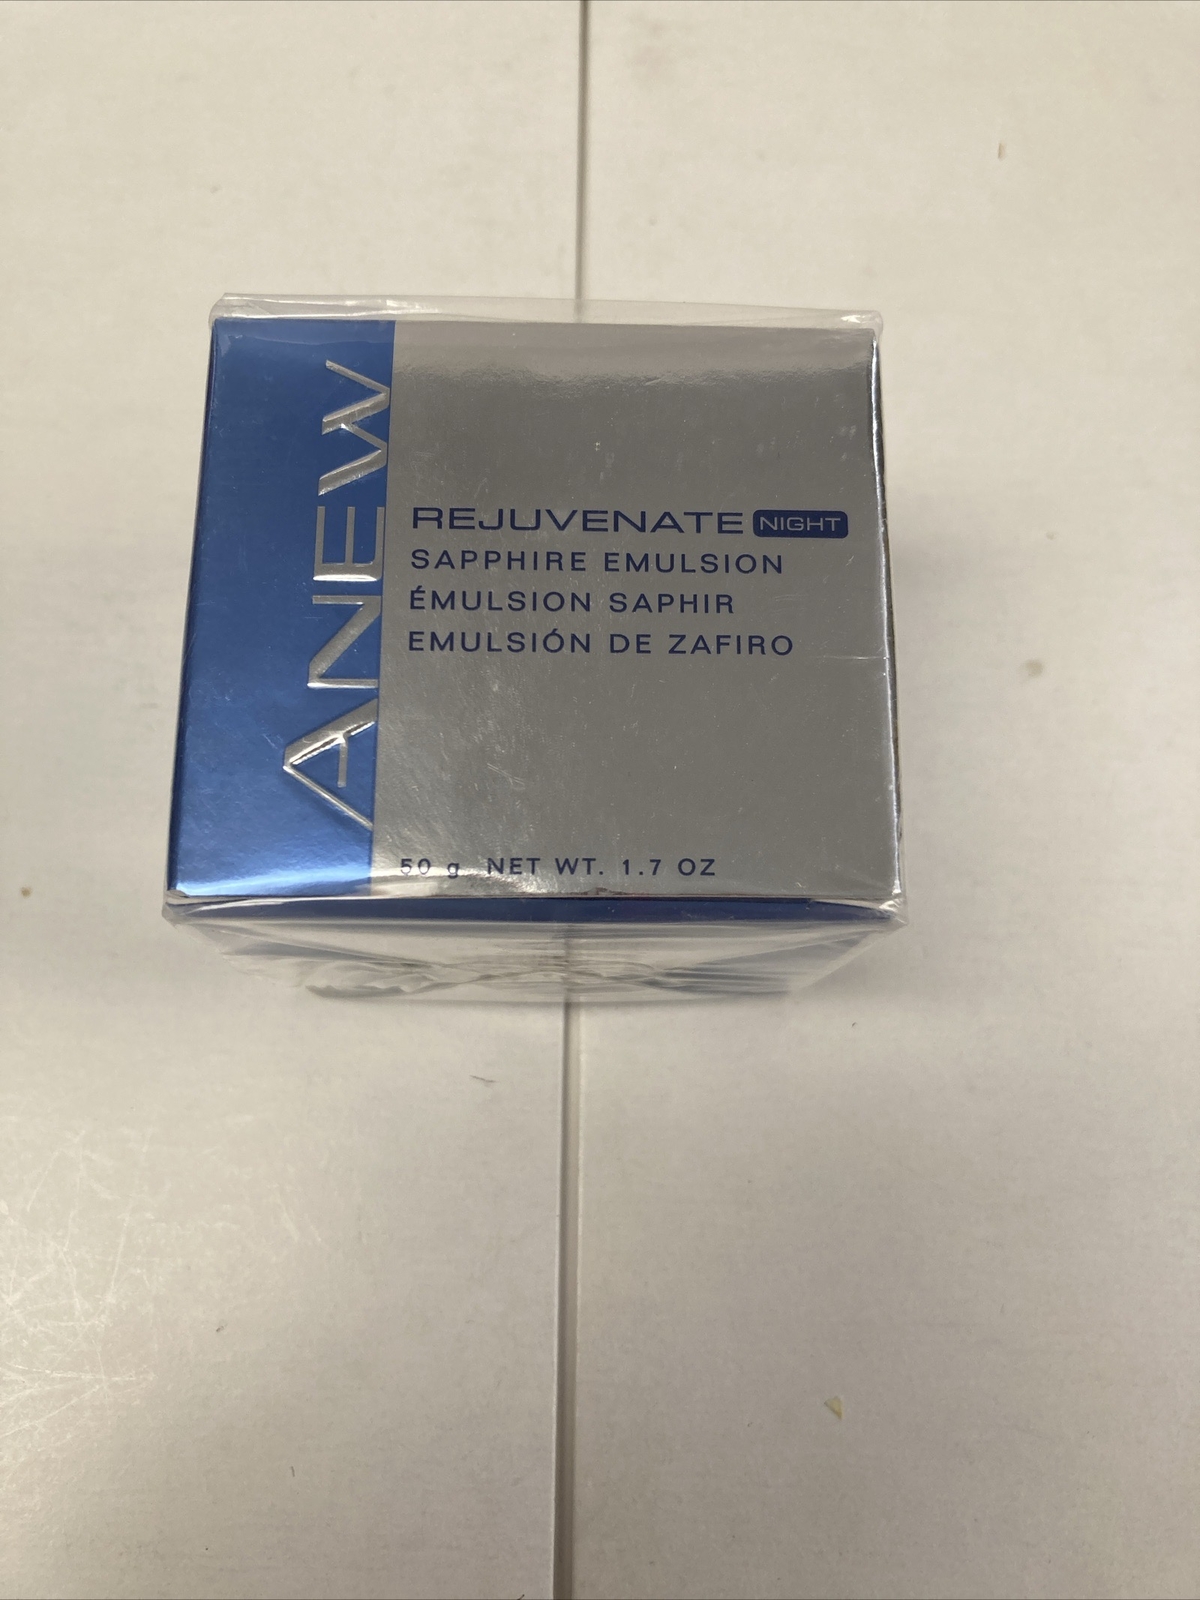 ANEW
REJUVENATE NIGHT
SAPPHIRE EMULSION
ÉMULSION SAPHIR
EMULSIÓN DE ZAFIRO
50 g NET WT. 1.7 OZ